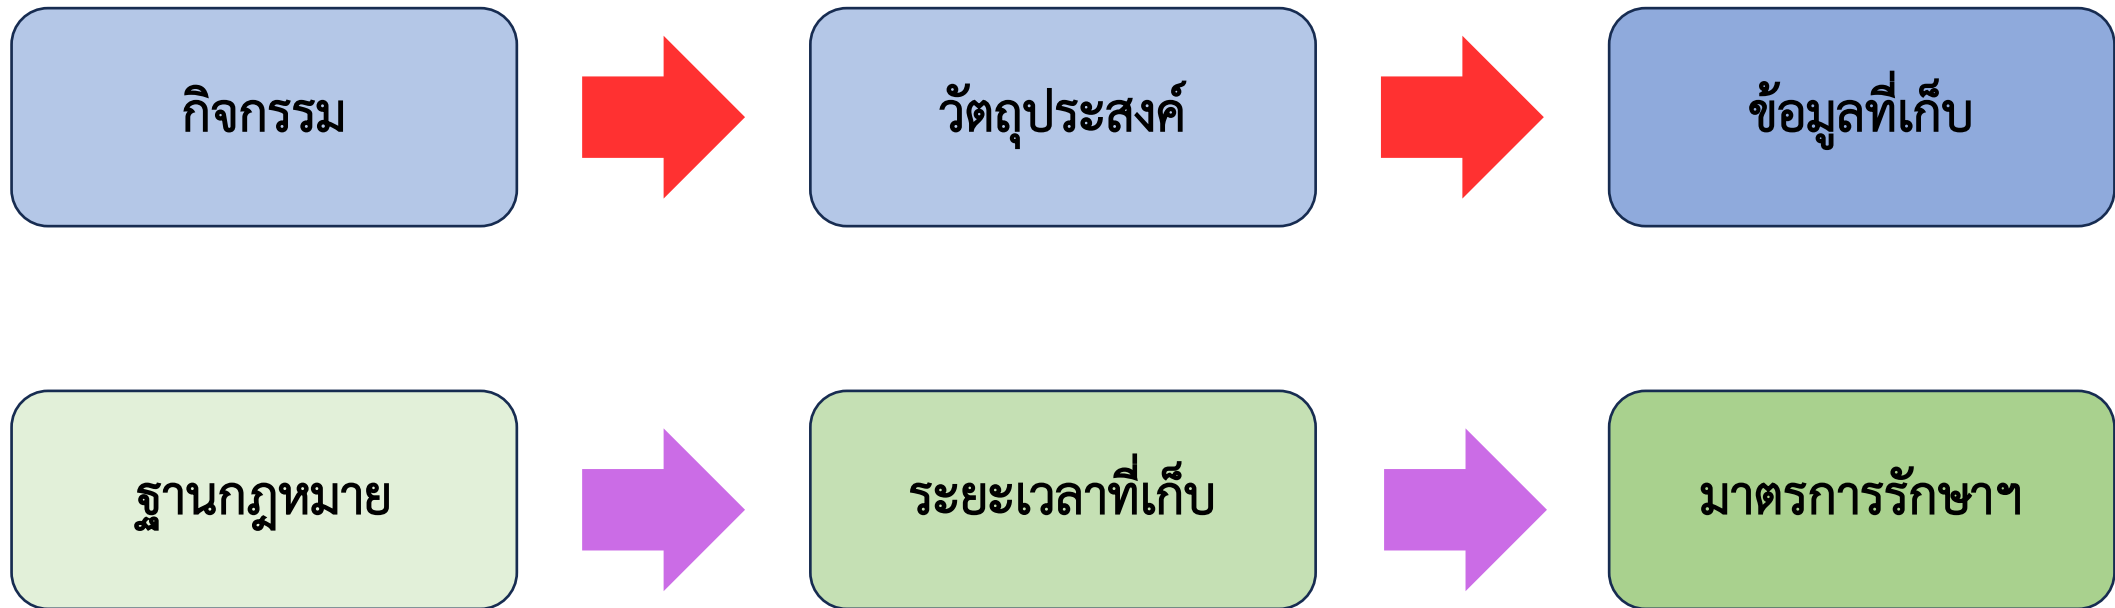 กิจกรรม
วัตถุประสงค์
ข้อมูลที่เก็บ
ฐานกฎหมาย
ระยะเวลาที่เก็บ
มาตรการรักษาฯ